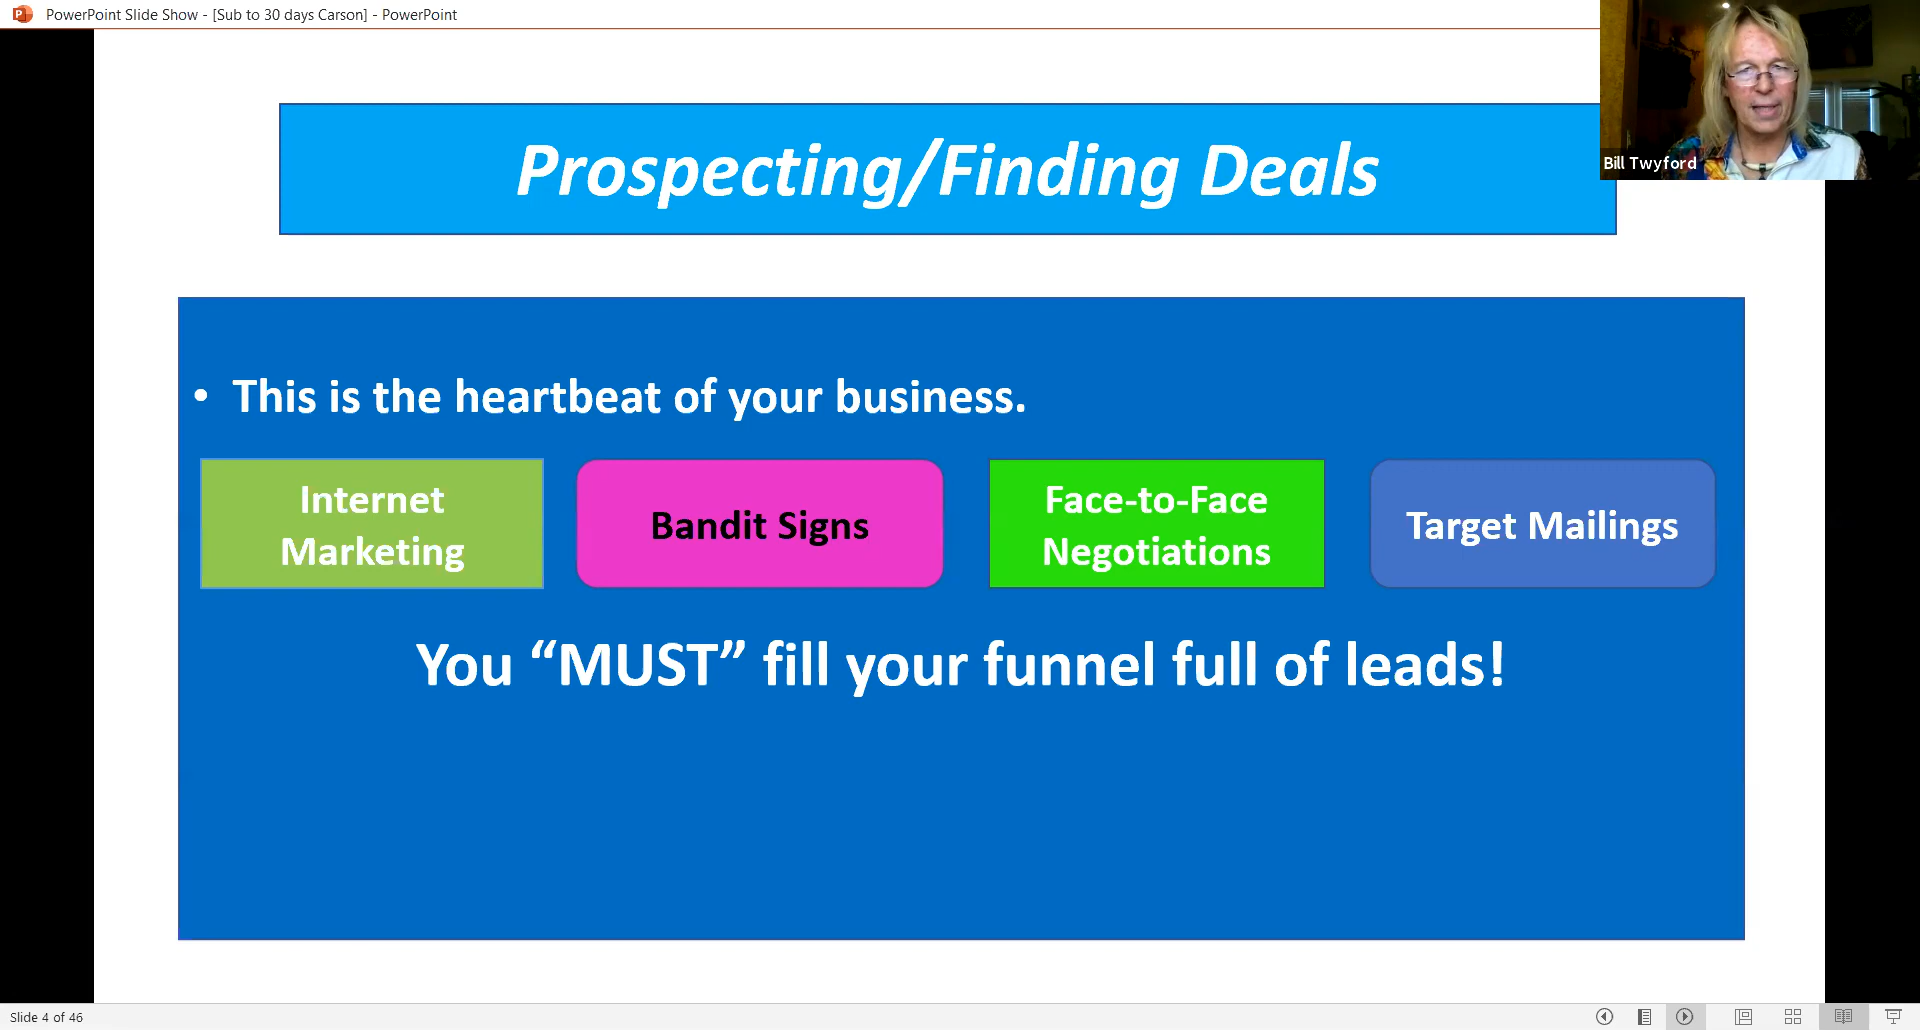 PowerPoint Slide Show - [Sub to 30 days Carson] - PowerPoint
Bill Twyford
Prospecting/Finding Deals
• This is the heartbeat of your business.
Internet
Marketing
Bandit Signs
Face-to-Face
Negotiations
Target Mailings
You “MUST” fill your funnel full of leads!
Slide 4 of 46